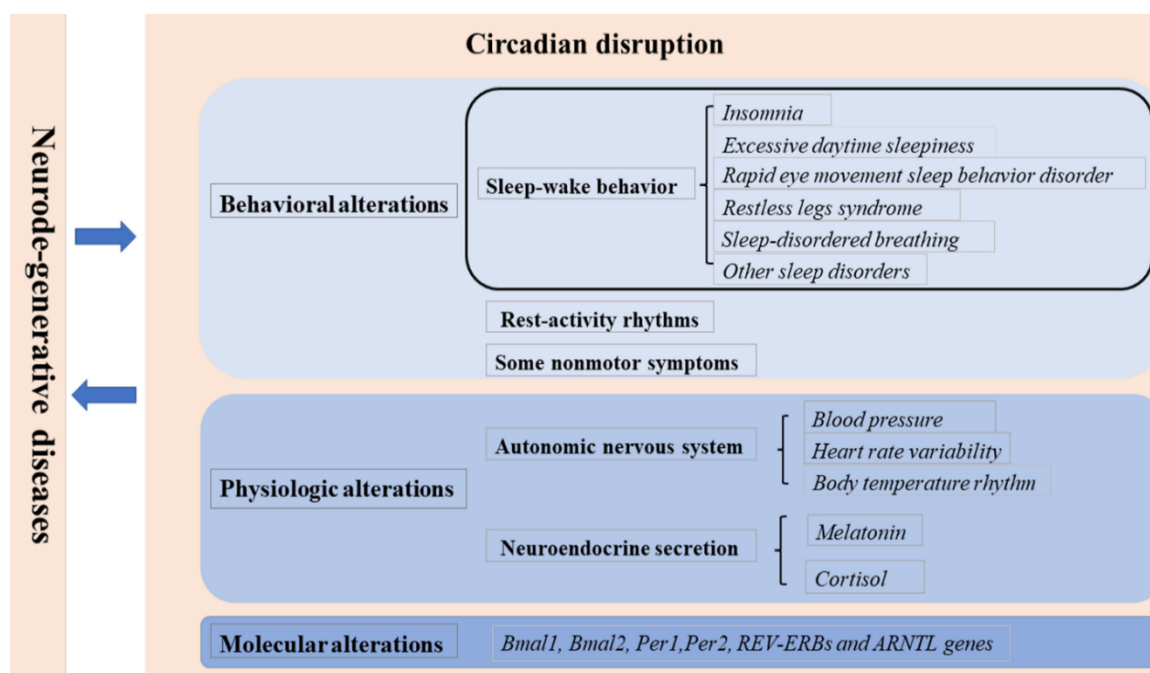 Circadian disruption
Neurode-generative diseases
Behavioral alterations
Sleep-wake behavior
Insomnia
Excessive daytime sleepiness
Rapid eye movement sleep behavior disorder
Restless legs syndrome
Sleep-disordered breathing
Other sleep disorders
Rest-activity rhythms
Some nonmotor symptoms
Physiologic alterations
Autonomic nervous system
Blood pressure
Heart rate variability
Body temperature rhythm
Neuroendocrine secretion
Melatonin
Cortisol
Molecular alterations
Bmal1, Bmal2, Per1,Per2, REV-ERBs and ARNTL genes